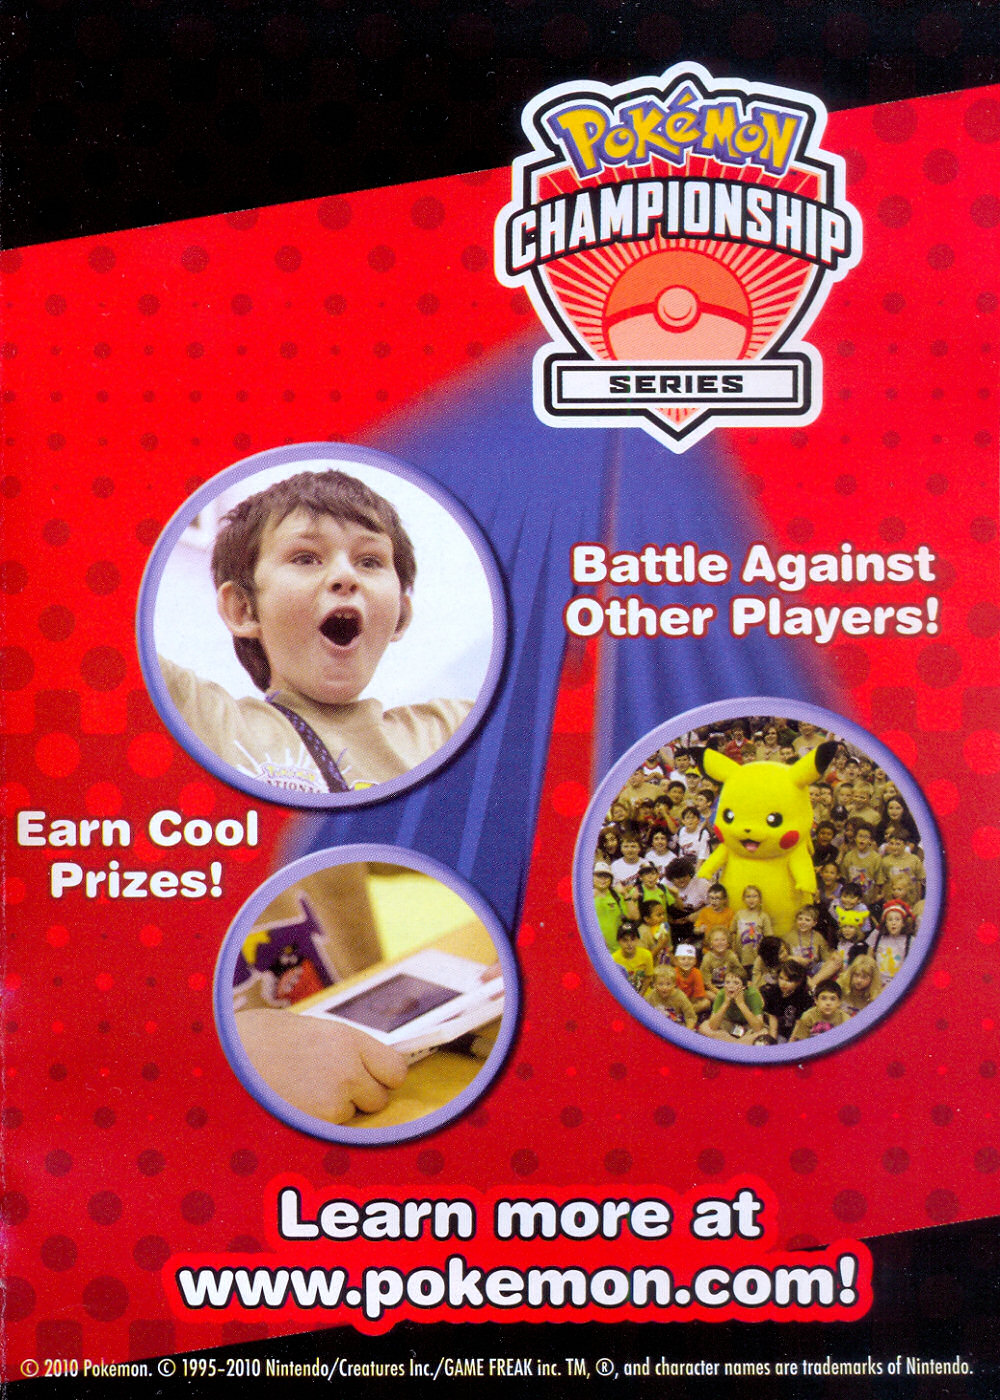 POKéMON
CHAMPIONSHIP
SERIES
Battle Against
Other Players!
Earn Cool
Prizes!
Learn more at
www.pokemon.com!
© 2010 Pokémon. © 1995–2010 Nintendo/Creatures Inc./GAME FREAK inc. TM, ®, and character names are trademarks of Nintendo.